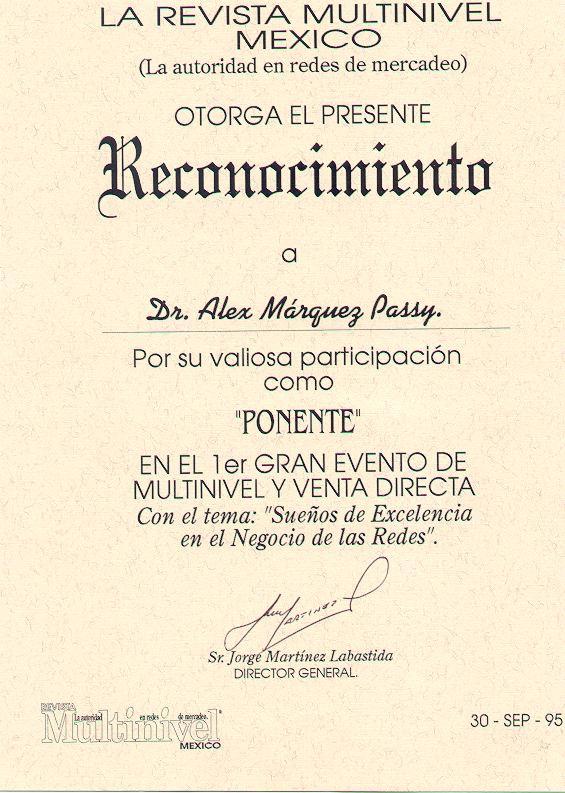 LA REVISTA MULTINIVEL
MEXICO
(La autoridad en redes de mercadeo)
OTORGA EL PRESENTE
Reconocimiento
a
Dr. Alex Márquez Passy.
Por su valiosa participación
como
"PONENTE"
EN EL 1er GRAN EVENTO DE
MULTINIVEL Y VENTA DIRECTA
Con el tema: "Sueños de Excelencia
en el Negocio de las Redes".
Sr. Jorge Martínez Labastida
DIRECTOR GENERAL.
REVISTA
La autoridad en redes de mercadeo.
Multinivel
MEXICO
30 - SEP - 95